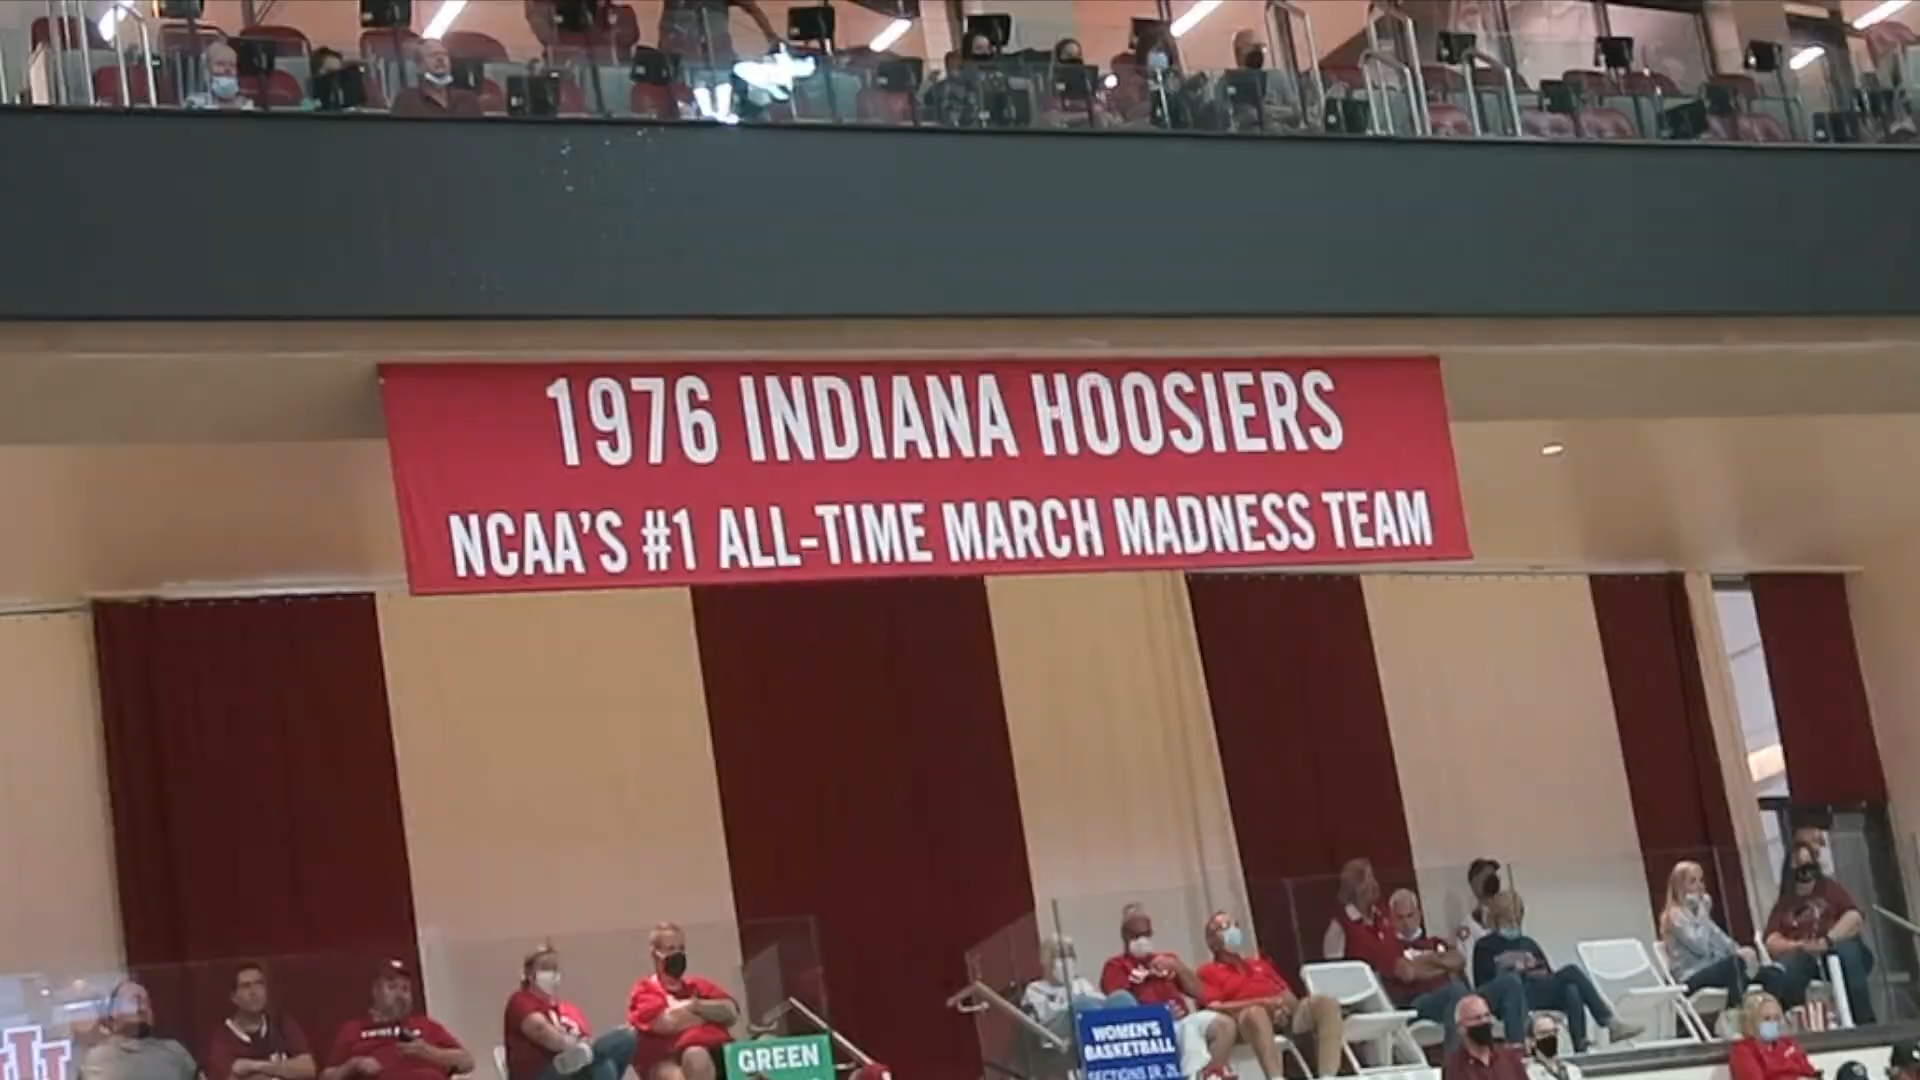 1976 INDIANA HOOSIERS
NCAA'S #1 ALL-TIME MARCH MADNESS TEAM
GREEN
WOMEN'S
BASKETBALL